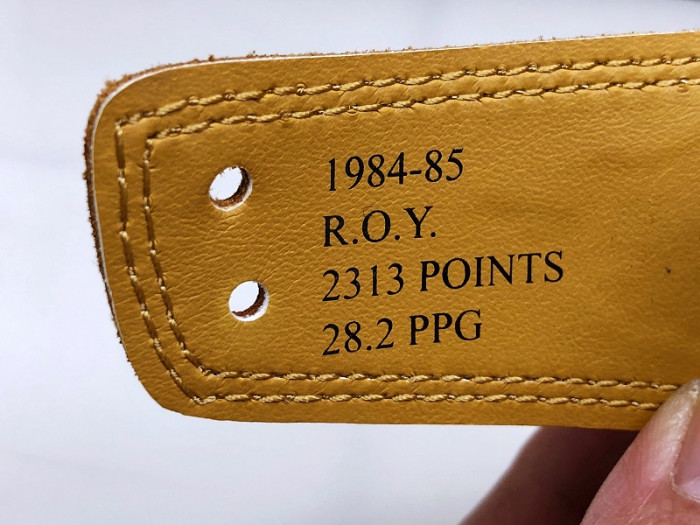 1984-85
R.O.Y.
2313 POINTS
28.2 PPG